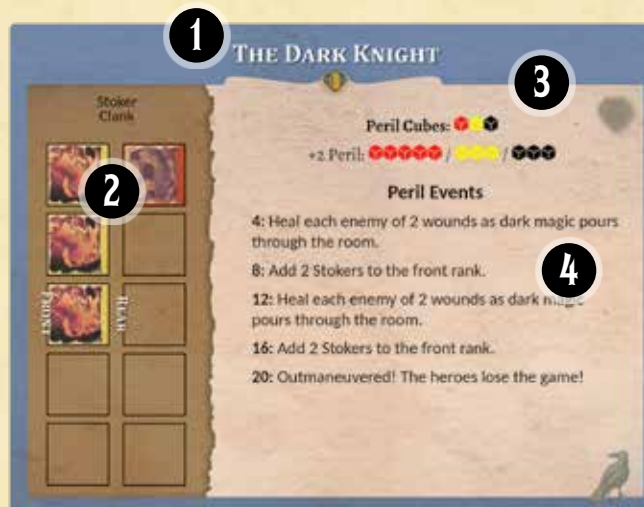 1
THE DARK KNIGHT
3
Stoker
Clank
Peril Cubes:
+2 Peril: / /
2
Peril Events
4: Heal each enemy of 2 wounds as dark magic pours
through the room.
8: Add 2 Stokers to the front rank.
4
12: Heal each enemy of 2 wounds as dark magic
pours through the room.
FRONT
REAR
16: Add 2 Stokers to the front rank.
20: Outmaneuvered! The heroes lose the game!